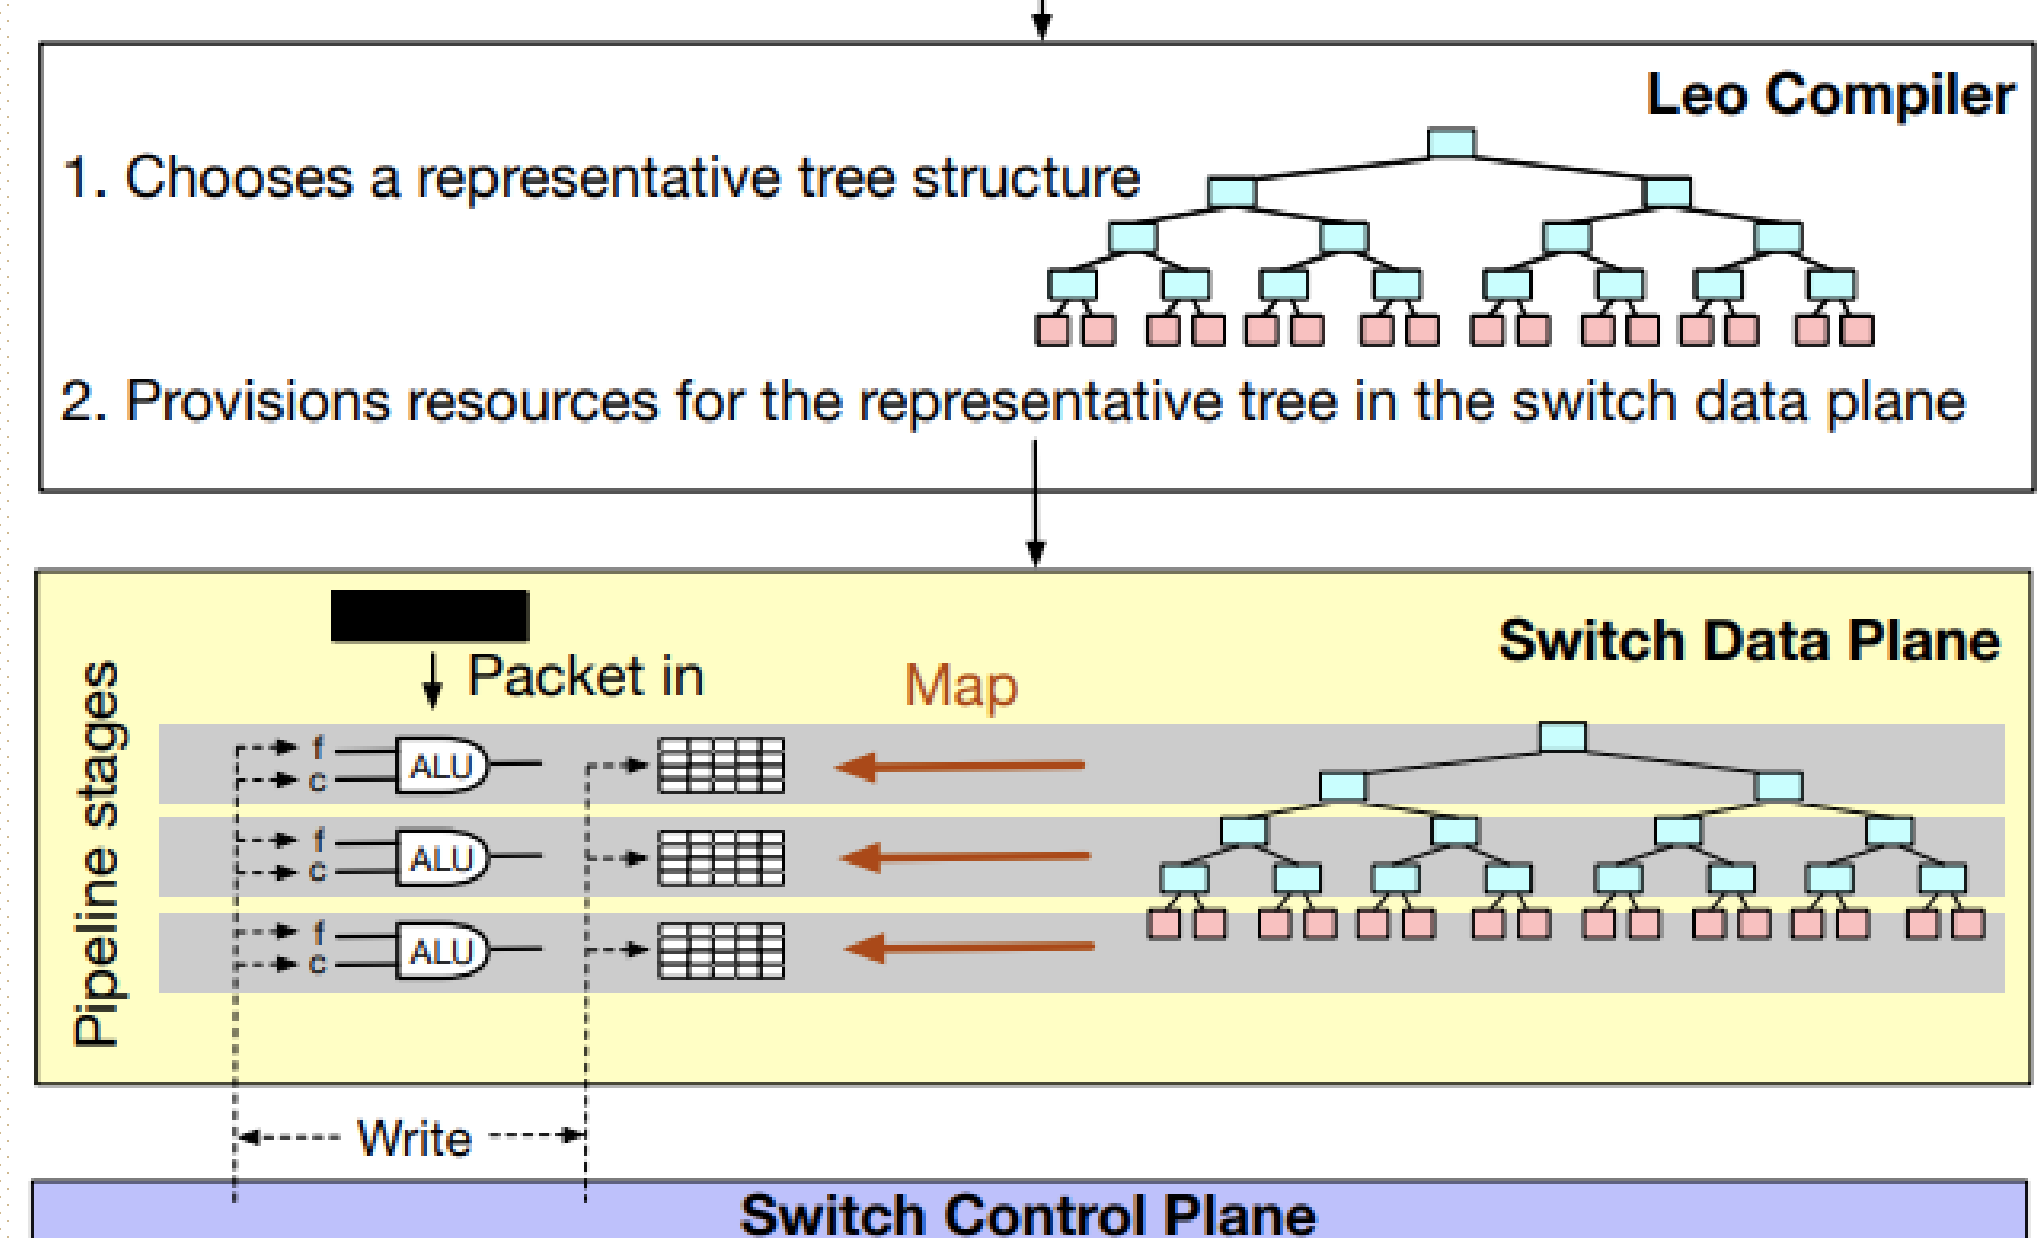 Leo Compiler
1. Chooses a representative tree structure
2. Provisions resources for the representative tree in the switch data plane
Switch Data Plane
Pipeline stages
Packet in
Map
f
c
ALU
f
c
ALU
f
c
ALU
Write
Switch Control Plane